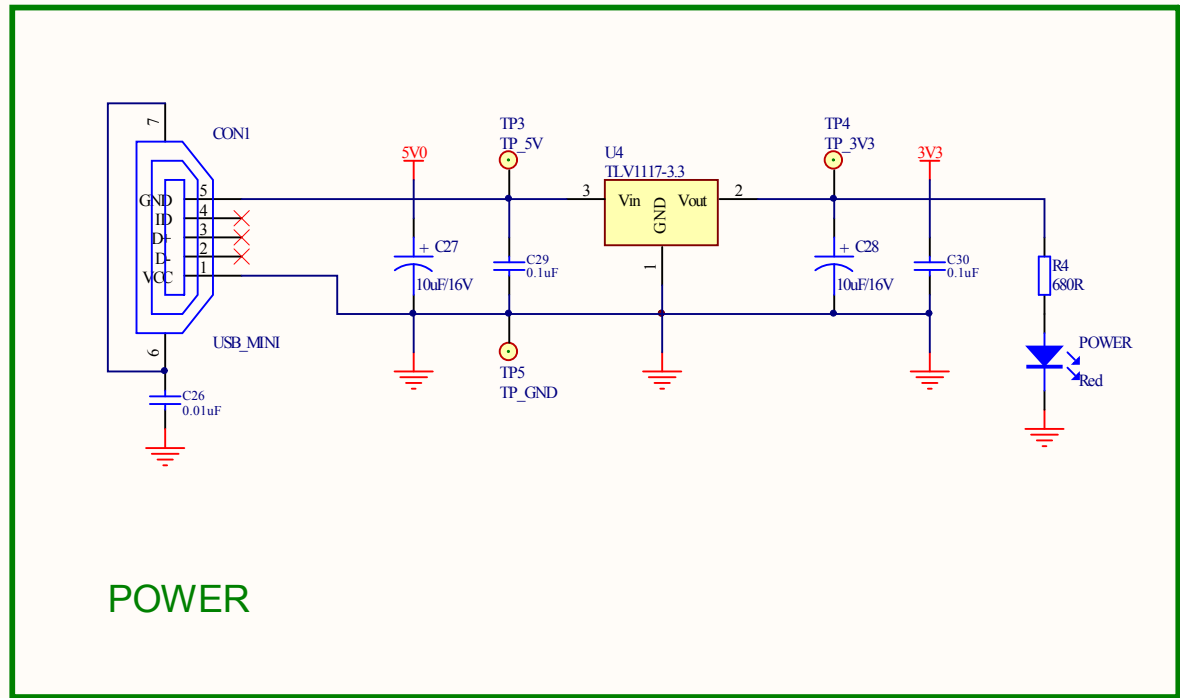 7
CON1
GND 5
ID 4
D+ 3
D- 2
VCC 1
USB_MINI
6
C26
0.01uF
5V0
+ C27
10uF/16V
TP3
TP_5V
C29
0.1uF
TP5
TP_GND
U4
TLV1117-3.3
3 Vin GND Vout 2
1
TP4
TP_3V3
+ C28
10uF/16V
3V3
C30
0.1uF
R4
680R
POWER
Red
POWER